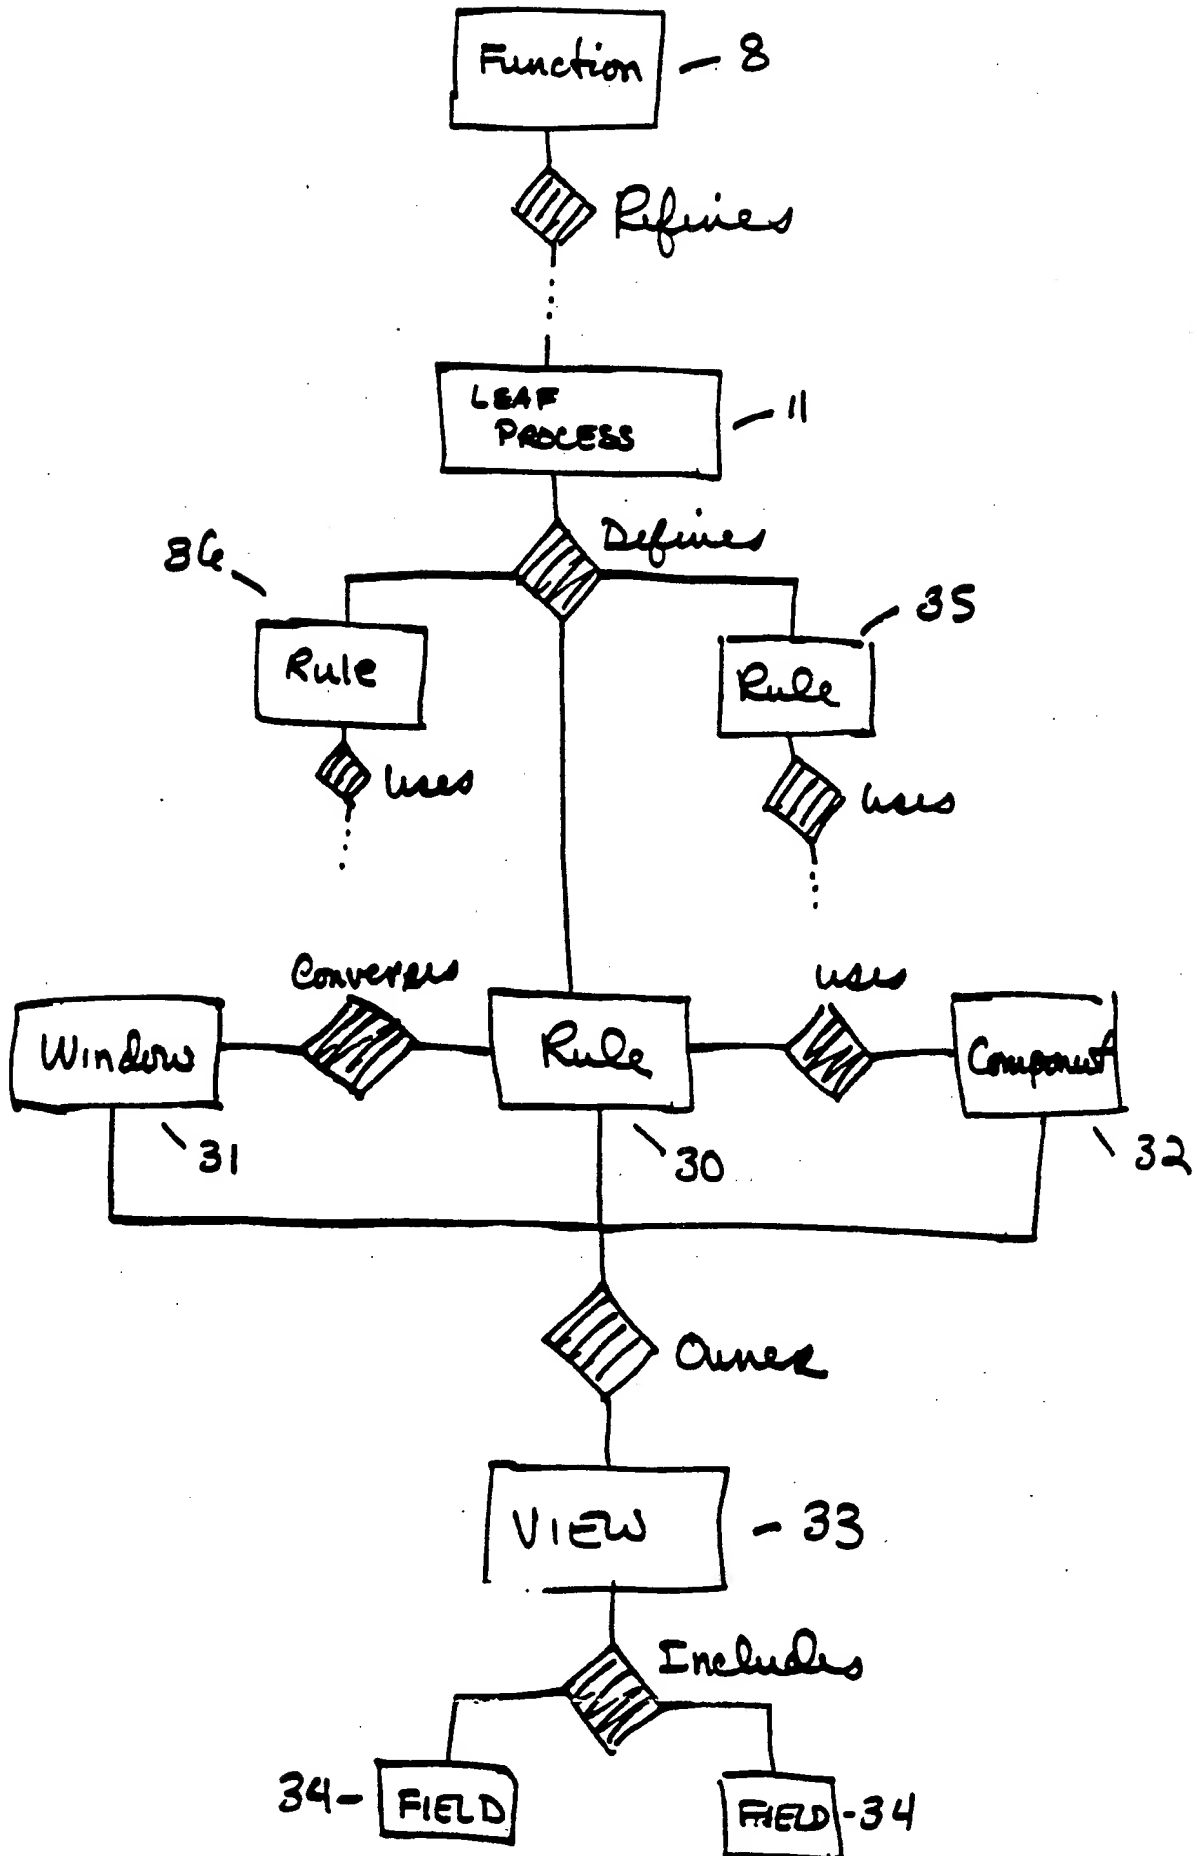 Function - 8
Refines
LEAF
PROCESS
11
Defines
36
35
Rule
Rule
uses
uses
Converses
uses
Window
Rule
Component
31
30
32
Owner
VIEW - 33
Includes
34- FIELD
FIELD -34